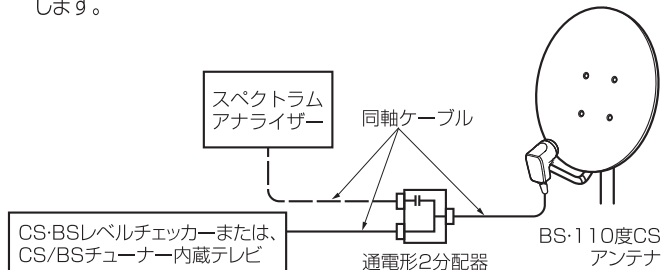 します。
スペクトラム
アナライザー
同軸ケーブル
CS·BSレベルチェッカーまたは、
CS/BSチューナー内蔵テレビ
通電形2分配器
BS·110度CS
アンテナ